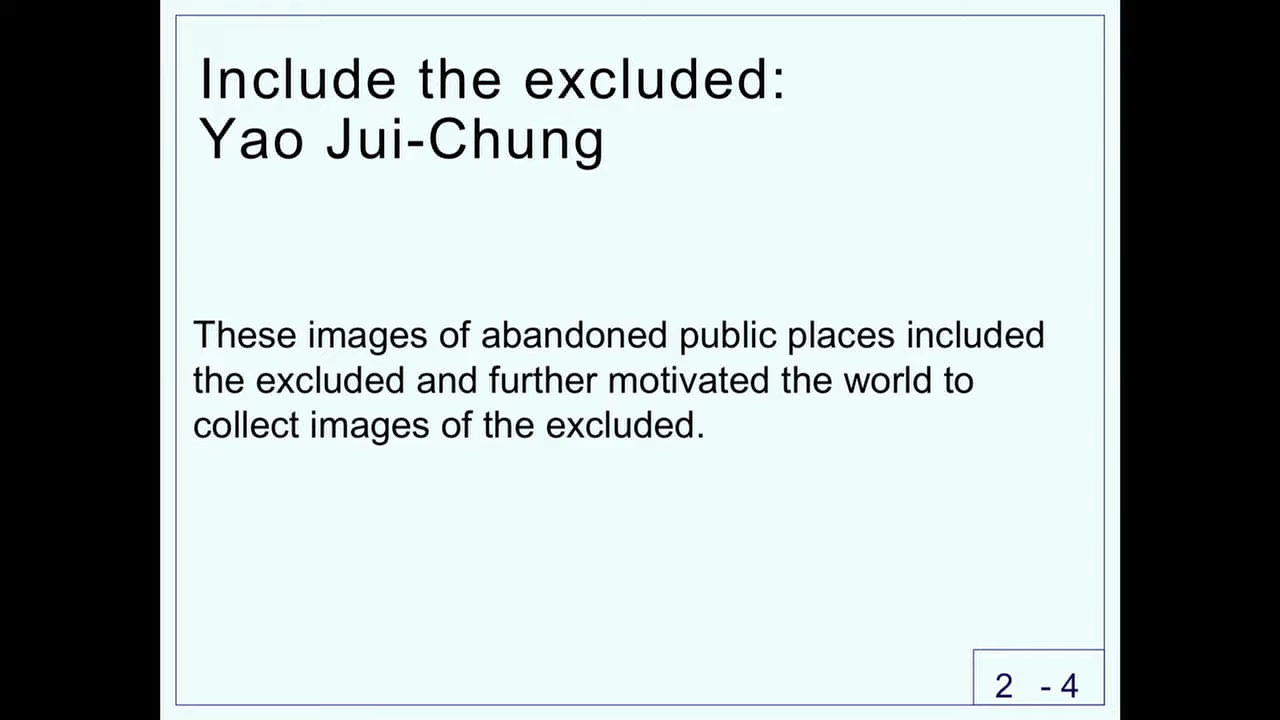 Include the excluded:
Yao Jui-Chung
These images of abandoned public places included
the excluded and further motivated the world to
collect images of the excluded.
2 - 4